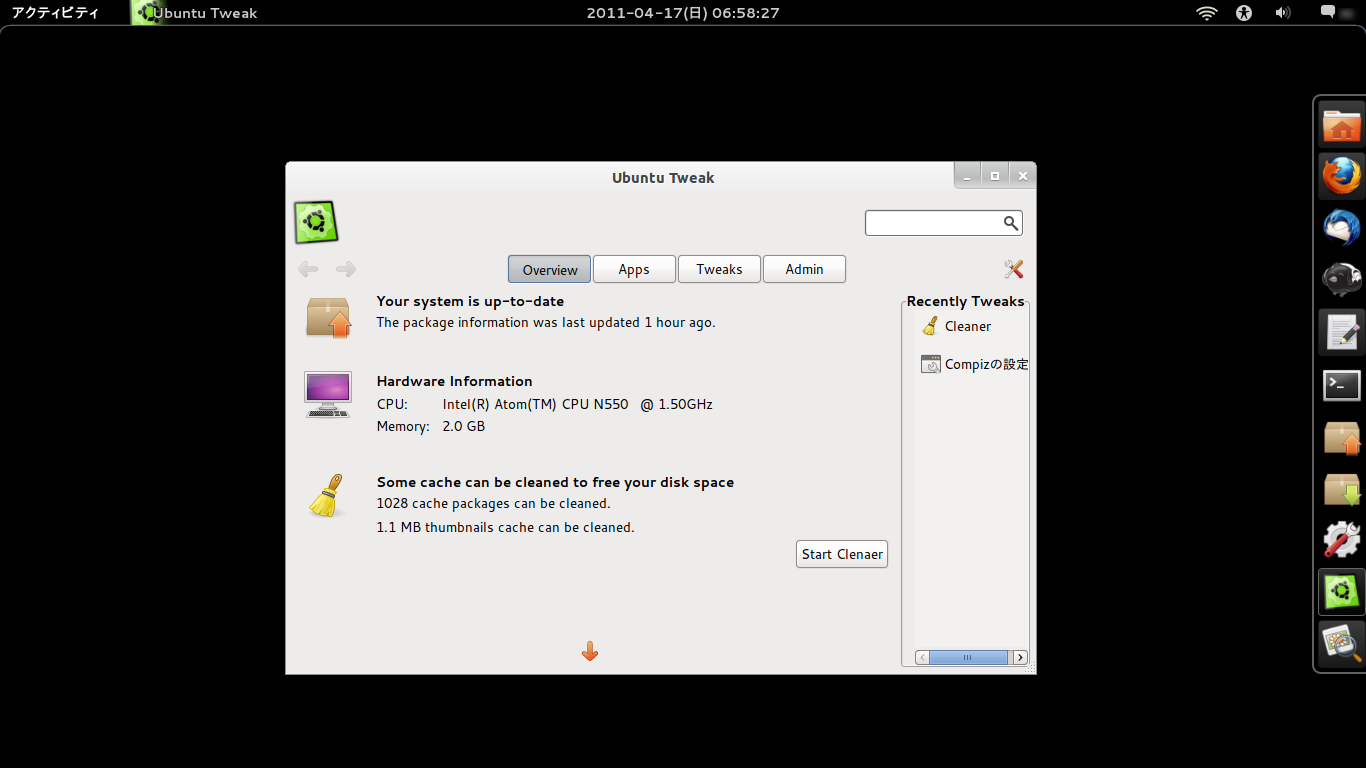 アクティビティ
Ubuntu Tweak
2011-04-17(日) 06:58:27
Ubuntu Tweak
Overview
Apps
Tweaks
Admin
Your system is up-to-date
The package information was last updated 1 hour ago.
Hardware Information
CPU: Intel(R) Atom(TM) CPU N550 @ 1.50GHz
Memory: 2.0 GB
Some cache can be cleaned to free your disk space
1028 cache packages can be cleaned.
1.1 MB thumbnails cache can be cleaned.
Start Clenaer
Recently Tweaks
Cleaner
Compizの設定